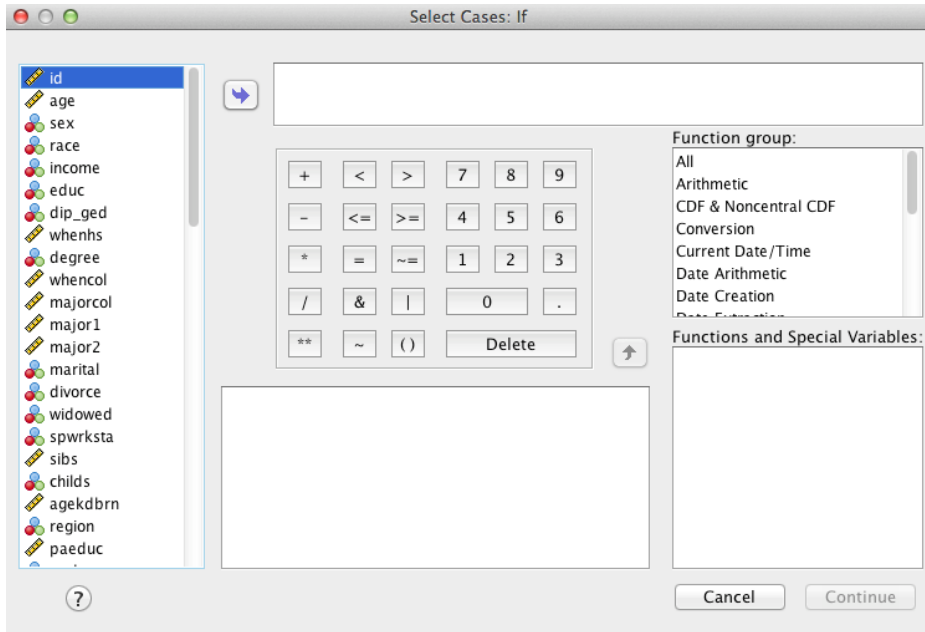 Select Cases: If
id
age
sex
race
income
educ
dip_ged
whenhs
degree
whencol
majorcol
major1
major2
marital
divorce
widowed
spwrksta
sibs
childs
agekdbrn
region
paeduc
+ < > 7 8 9
- <= >= 4 5 6
* = ~= 1 2 3
/ & | 0 .
** ~ () Delete
Function group:
All
Arithmetic
CDF & Noncentral CDF
Conversion
Current Date/Time
Date Arithmetic
Date Creation
Date Extraction
Functions and Special Variables:
?
Cancel Continue